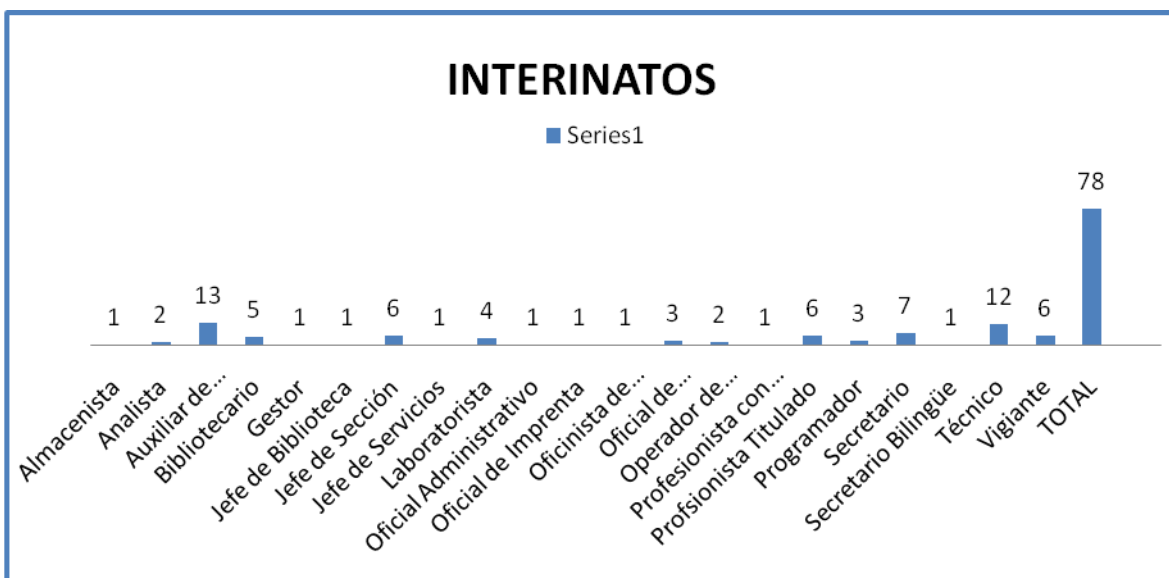 INTERINATOS
Series1
78
1 2 13 5 1 1 6 1 4 1 1 1 3 2 1 6 3 7 1 12 6
Almacenista
Analista
Auxiliar de...
Bibliotecario
Gestor
Jefe de Biblioteca
Jefe de Sección
Jefe de Servicios
Laboratorista
Oficial Administrativo
Oficial de Imprenta
Oficinista de...
Oficial de...
Operador de...
Profesionista con...
Profsionista Titulado
Programador
Secretario
Secretario Bilingüe
Técnico
Vigiante
TOTAL